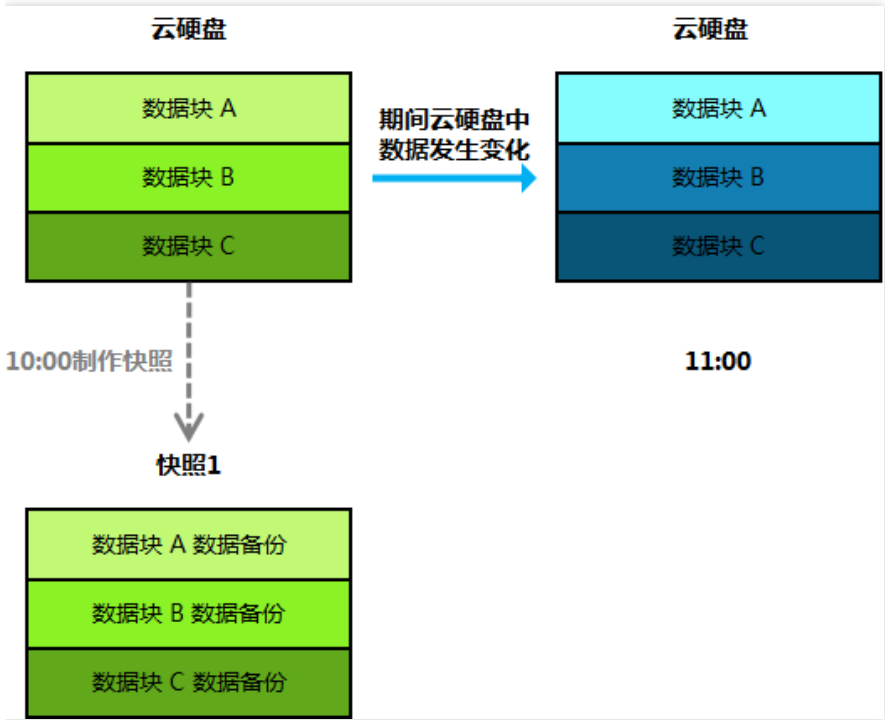 云硬盘
云硬盘
数据块 A
数据块 B
数据块 C
期间云硬盘中
数据发生变化
数据块 A
数据块 B
数据块 C
10:00制作快照
11:00
快照1
数据块 A 数据备份
数据块 B 数据备份
数据块 C 数据备份